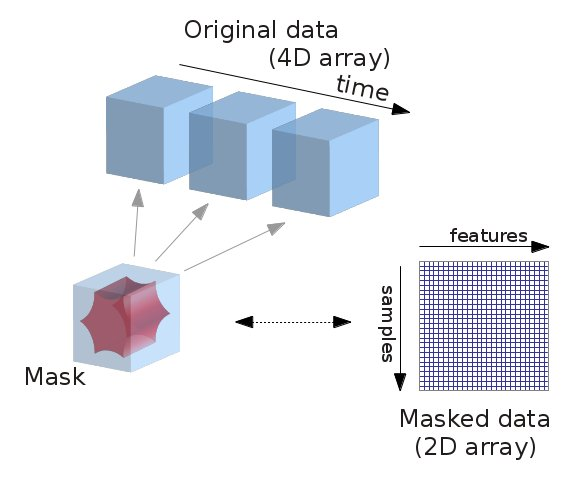 Original data
(4D array)
time
features
samples
Mask
Masked data
(2D array)